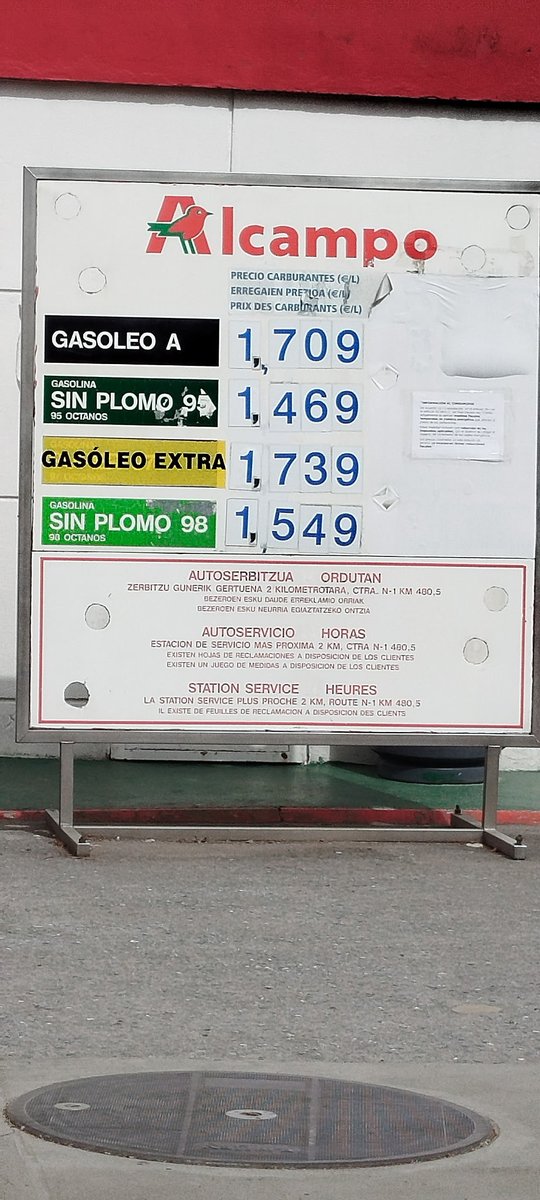 Alcampo
PRECIO CARBURANTES (€/L)
ERREGAIEN PREZIOA (€/L)
PRIX DES CARBURANTS (€/L)
GASOLEO A 1,709
GASOLINA
SIN PLOMO 95 1,469
95 OCTANOS
GASÓLEO EXTRA 1,739
GASOLINA
SIN PLOMO 98 1,549
98 OCTANOS
AUTOSERBITZUA ORDUTAN
ZERBITZU GUNERIK GERTUENA 2 KILOMETROTARA, CTRA. N-1 KM 480,5
BEZEROEN ESKU DAUDE ERREKLAMIO ORRIAK
BEZEROEN ESKU NEURRIA EGIAZTATZEKO ONTZIA
AUTOSERVICIO HORAS
ESTACION DE SERVICIO MAS PROXIMA 2 KM, CTRA N-1 480,5
EXISTEN HOJAS DE RECLAMACIONES A DISPOSICION DE LOS CLIENTES
EXISTEN UN JUEGO DE MEDIDAS A DISPOSICION DE LOS CLIENTES
STATION SERVICE HEURES
LA STATION SERVICE PLUS PROCHE 2 KM, ROUTE N-1 KM 480,5
IL EXISTE DE FEUILLES DE RECLAMATION A DISPOSITION DES CLIENTS